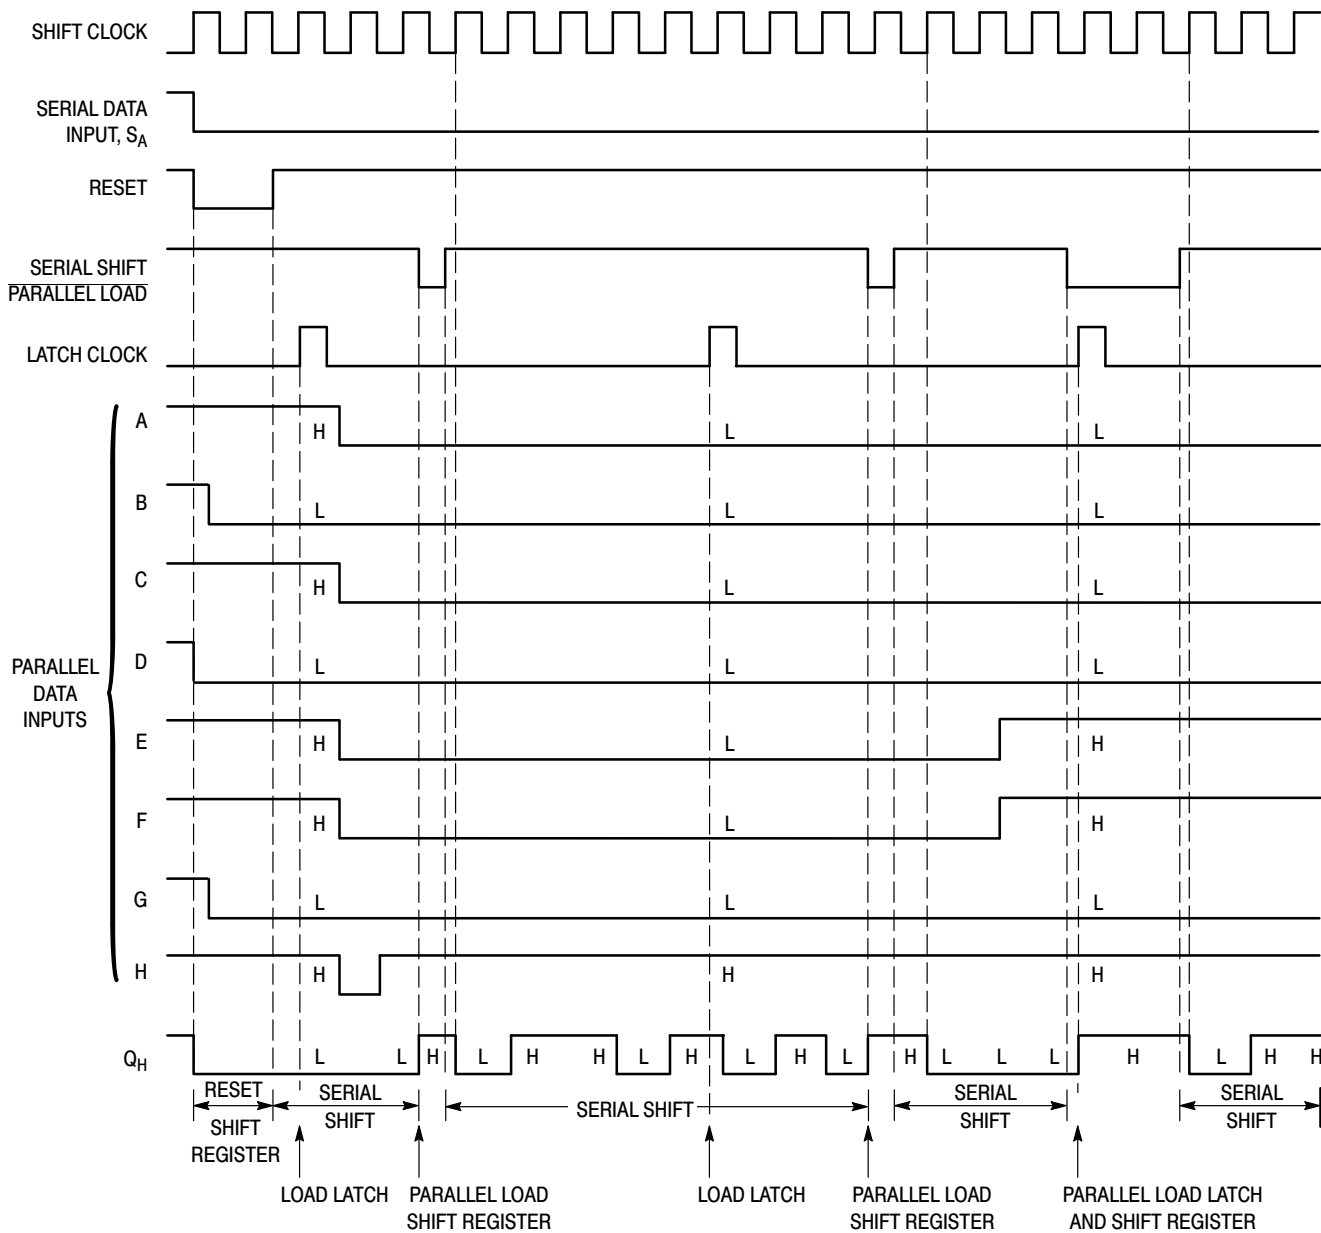 SHIFT CLOCK
SERIAL DATA
INPUT, SA
RESET
SERIAL SHIFT
PARALLEL LOAD
LATCH CLOCK
A
H L L
B
L L L
C
H L L
PARALLEL
DATA
INPUTS
D
L L L
E
H L H
F
H L H
G
L L L
H
H H H
QH
L L H L H H L H L H L H L L L H L H H
RESET
SHIFT
REGISTER
SERIAL
SHIFT
SERIAL SHIFT
SERIAL
SHIFT
SERIAL
SHIFT
LOAD LATCH
PARALLEL LOAD
SHIFT REGISTER
LOAD LATCH
PARALLEL LOAD
SHIFT REGISTER
PARALLEL LOAD LATCH
AND SHIFT REGISTER